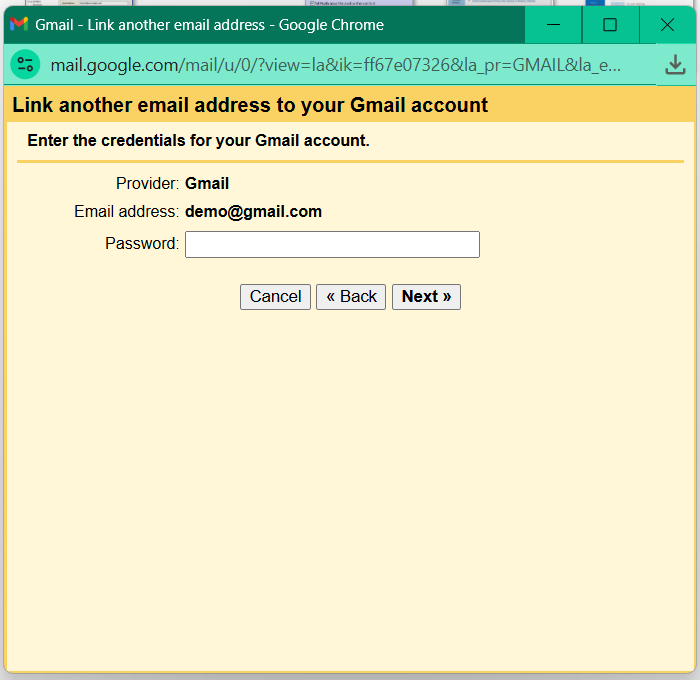 Gmail - Link another email address - Google Chrome
mail.google.com/mail/u/0/?view=la&ik=ff67e07326&la_pr=GMAIL&la_e...
Link another email address to your Gmail account
Enter the credentials for your Gmail account.
Provider: Gmail
Email address: demo@gmail.com
Password:
Cancel « Back Next »